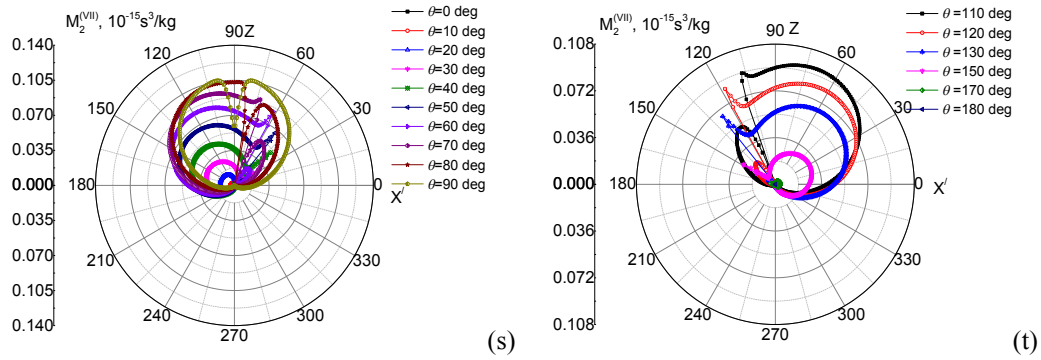 M₂⁽ⱽᴵᴵ⁾, 10⁻¹⁵s³/kg
0.140
0.105
0.070
0.035
0.000
0.035
0.070
0.105
0.140
90 Z
120
60
150
30
180
0
X/
210
330
240
300
270
θ=0 deg
θ=10 deg
θ=20 deg
θ=30 deg
θ=40 deg
θ=50 deg
θ=60 deg
θ=70 deg
θ=80 deg
θ=90 deg
(s)
M₂⁽ⱽᴵᴵ⁾, 10⁻¹⁵s³/kg
0.108
0.072
0.036
0.000
0.036
0.072
0.108
90 Z
120
60
150
30
180
0
X/
210
330
240
300
270
θ =110 deg
θ =120 deg
θ =130 deg
θ =150 deg
θ =170 deg
θ =180 deg
(t)